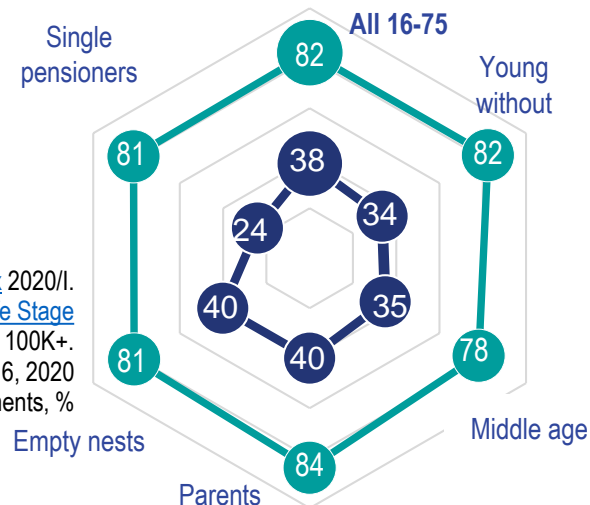 All 16-75
Single
pensioners
Young
without
82
81
82
38
34
24
2020/I.
e Stage
100K+.
6, 2020
ents, %
40
35
40
81
78
84
Empty nests
Middle age
Parents